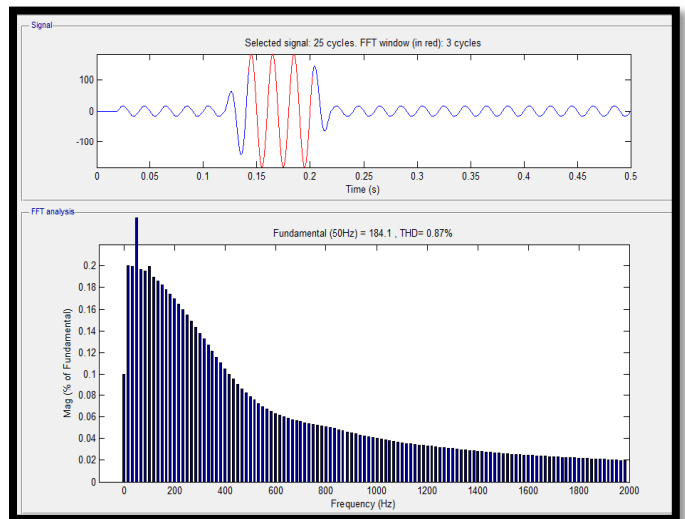 Signal
Selected signal: 25 cycles. FFT window (in red): 3 cycles
100
0
-100
0 0.05 0.1 0.15 0.2 0.25 0.3 0.35 0.4 0.45 0.5
Time (s)
FFT analysis
Fundamental (50Hz) = 184.1 , THD= 0.87%
Mag (% of Fundamental)
0.2
0.18
0.16
0.14
0.12
0.1
0.08
0.06
0.04
0.02
0
0 200 400 600 800 1000 1200 1400 1600 1800 2000
Frequency (Hz)